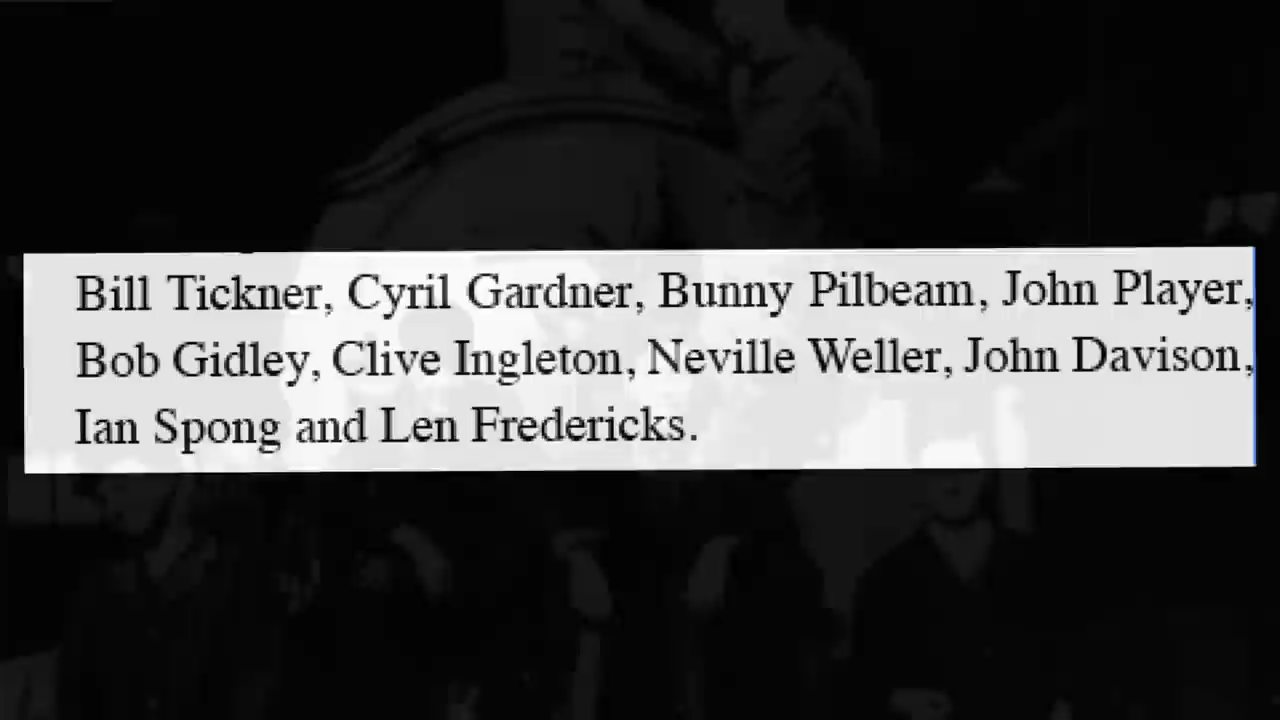 Bill Tickner, Cyril Gardner, Bunny Pilbeam, John Player,
Bob Gidley, Clive Ingleton, Neville Weller, John Davison,
Ian Spong and Len Fredericks.